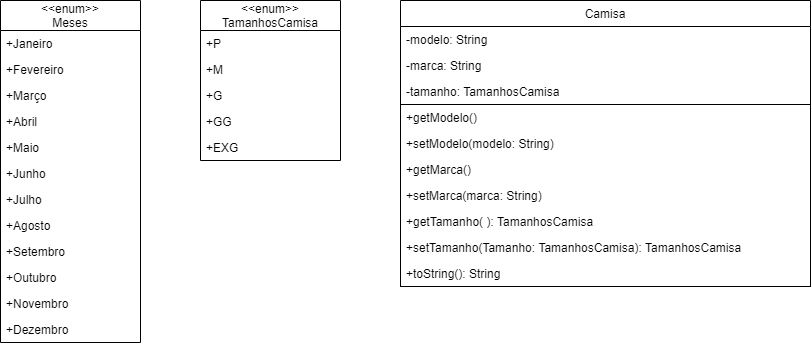 <<enum>>
Meses
+Janeiro
+Fevereiro
+Março
+Abril
+Maio
+Junho
+Julho
+Agosto
+Setembro
+Outubro
+Novembro
+Dezembro
<<enum>>
TamanhosCamisa
+P
+M
+G
+GG
+EXG
Camisa
-modelo: String
-marca: String
-tamanho: TamanhosCamisa
+getModelo()
+setModelo(modelo: String)
+getMarca()
+setMarca(marca: String)
+getTamanho( ): TamanhosCamisa
+setTamanho(Tamanho: TamanhosCamisa): TamanhosCamisa
+toString(): String